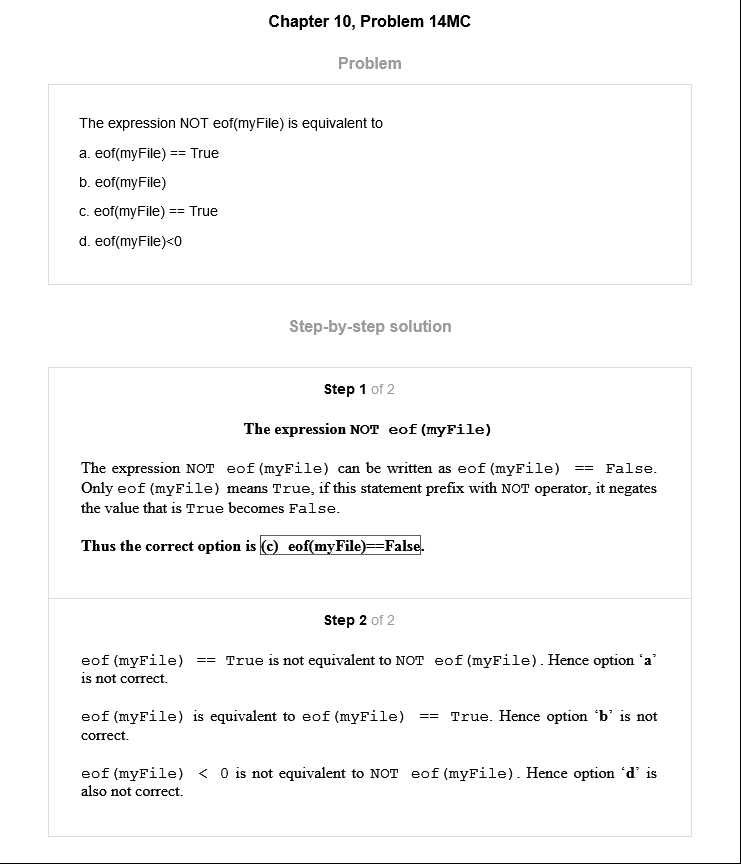 Chapter 10, Problem 14MC
Problem
The expression NOT eof(myFile) is equivalent to
a. eof(myFile) == True
b. eof(myFile)
c. eof(myFile) == True
d. eof(myFile)<0
Step-by-step solution
Step 1 of 2
The expression NOT eof(myFile)
The expression NOT eof(myFile) can be written as eof(myFile) == False.
Only eof(myFile) means True, if this statement prefix with NOT operator, it negates
the value that is True becomes False.
Thus the correct option is (c) eof(myFile)==False.
Step 2 of 2
eof(myFile) == True is not equivalent to NOT eof(myFile). Hence option ‘a’
is not correct.
eof(myFile) is equivalent to eof(myFile) == True. Hence option ‘b’ is not
correct.
eof(myFile) < 0 is not equivalent to NOT eof(myFile). Hence option ‘d’ is
also not correct.